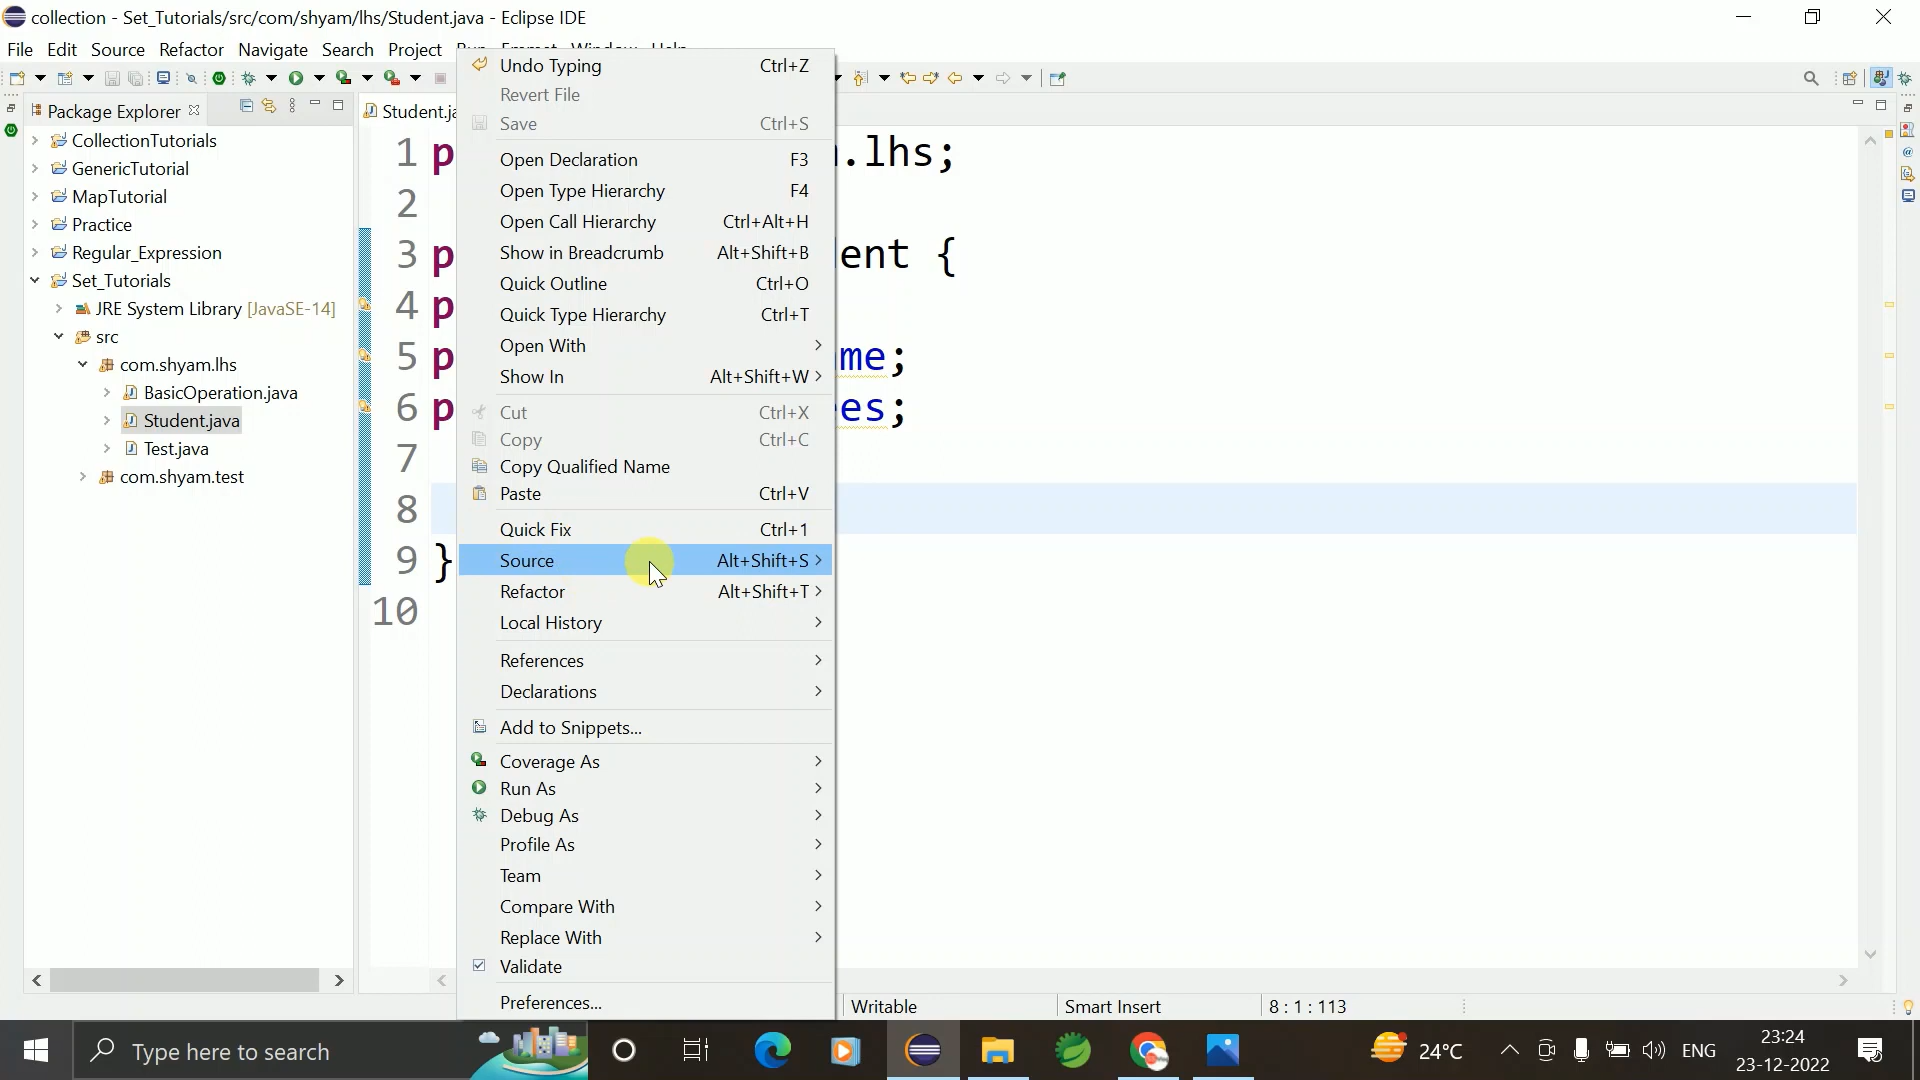 collection - Set_Tutorials/src/com/shyam/lhs/Student.java - Eclipse IDE
File Edit Source Refactor Navigate Search Project
Package Explorer
CollectionTutorials
GenericTutorial
MapTutorial
Practice
Regular_Expression
Set_Tutorials
JRE System Library [JavaSE-14]
src
com.shyam.lhs
BasicOperation.java
Student.java
Test.java
com.shyam.test
Student.ja
1 p .lhs;
2
3 p ent {
4 p
5 p me;
6 p es;
7
8
9 }
10
Undo Typing Ctrl+Z
Revert File
Save Ctrl+S
Open Declaration F3
Open Type Hierarchy F4
Open Call Hierarchy Ctrl+Alt+H
Show in Breadcrumb Alt+Shift+B
Quick Outline Ctrl+O
Quick Type Hierarchy Ctrl+T
Open With
Show In Alt+Shift+W
Cut Ctrl+X
Copy Ctrl+C
Copy Qualified Name
Paste Ctrl+V
Quick Fix Ctrl+1
Source Alt+Shift+S
Refactor Alt+Shift+T
Local History
References
Declarations
Add to Snippets...
Coverage As
Run As
Debug As
Profile As
Team
Compare With
Replace With
Validate
Preferences...
Writable Smart Insert 8 : 1 : 113
Type here to search
24°C
ENG
23:24
23-12-2022